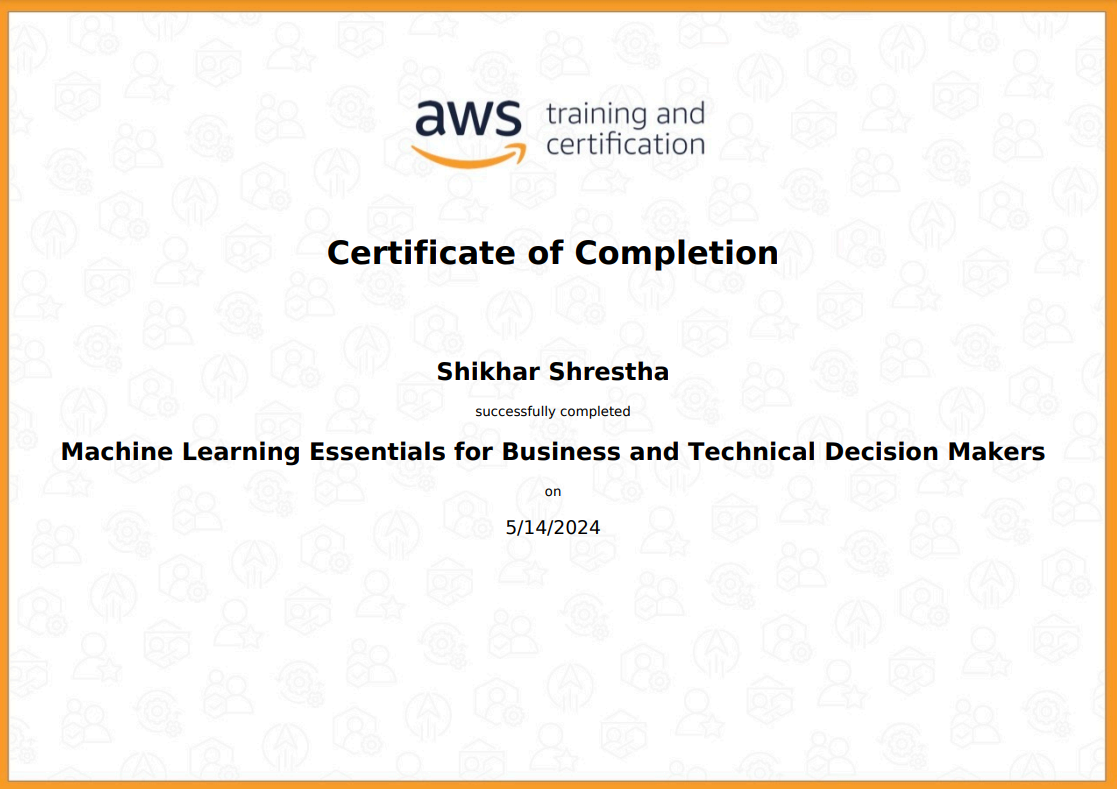 aws training and
certification
Certificate of Completion
Shikhar Shrestha
successfully completed
Machine Learning Essentials for Business and Technical Decision Makers
on
5/14/2024